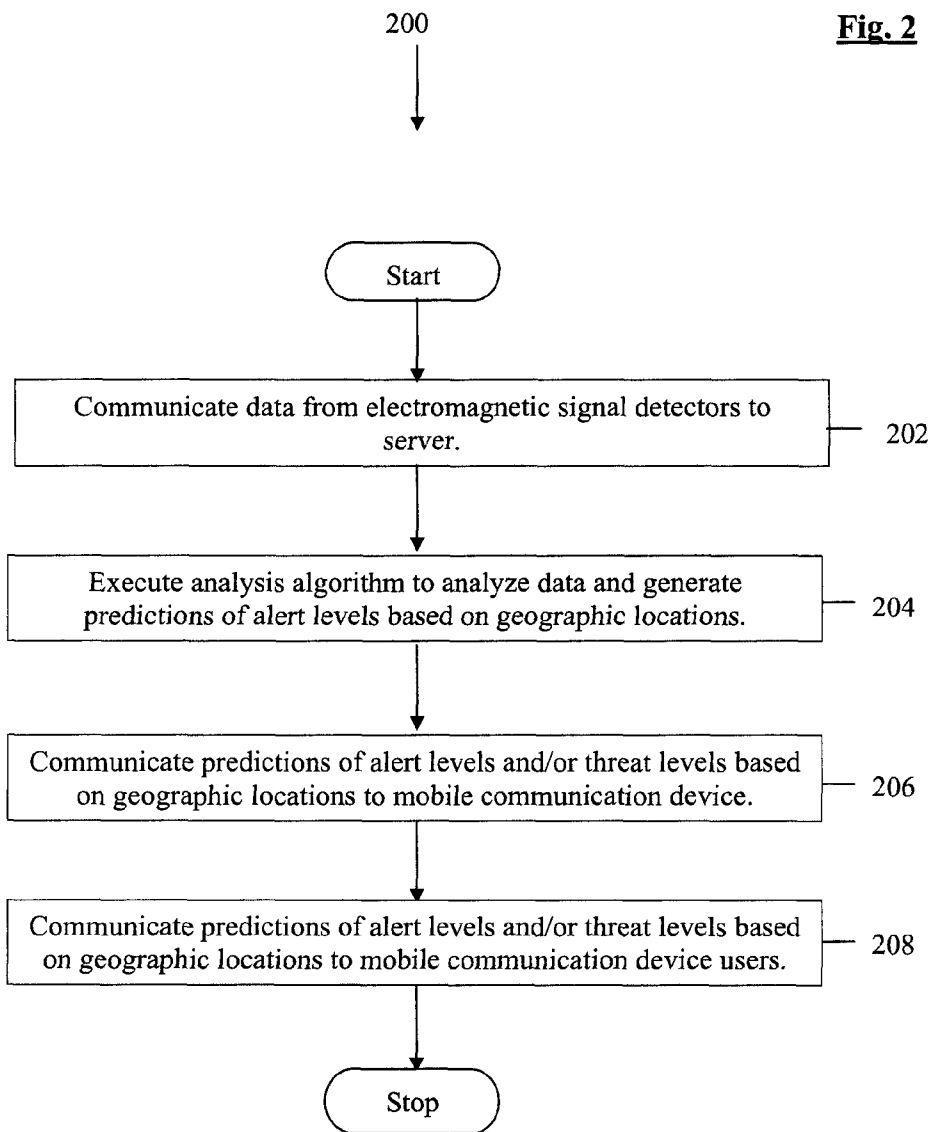 200
Fig. 2
Start
Communicate data from electromagnetic signal detectors to
server.
202
Execute analysis algorithm to analyze data and generate
predictions of alert levels based on geographic locations.
204
Communicate predictions of alert levels and/or threat levels based
on geographic locations to mobile communication device.
206
Communicate predictions of alert levels and/or threat levels based
on geographic locations to mobile communication device users.
208
Stop